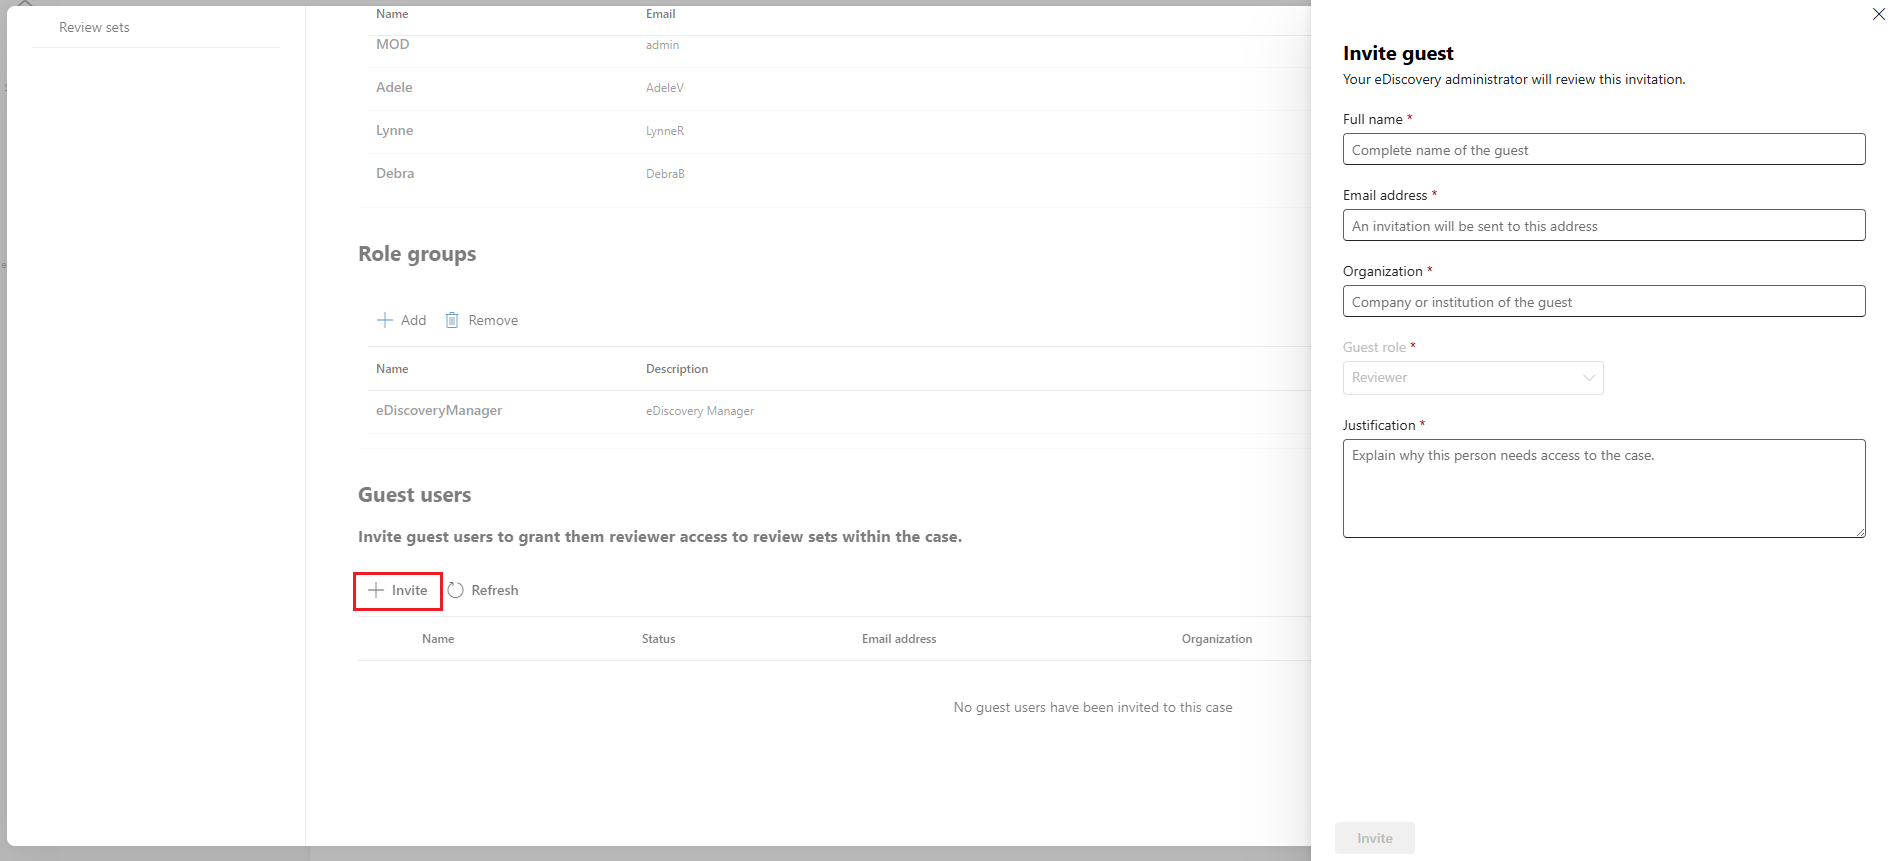 Review sets
Name Email
MOD admin
Adele AdeleV
Lynne LynneR
Debra DebraB
Role groups
Add Remove
Name Description
eDiscoveryManager eDiscovery Manager
Guest users
Invite guest users to grant them reviewer access to review sets within the case.
Invite Refresh
Name Status Email address Organization
No guest users have been invited to this case
Invite guest
Your eDiscovery administrator will review this invitation.
Full name *
Complete name of the guest
Email address *
An invitation will be sent to this address
Organization *
Company or institution of the guest
Guest role *
Reviewer
Justification *
Explain why this person needs access to the case.
Invite